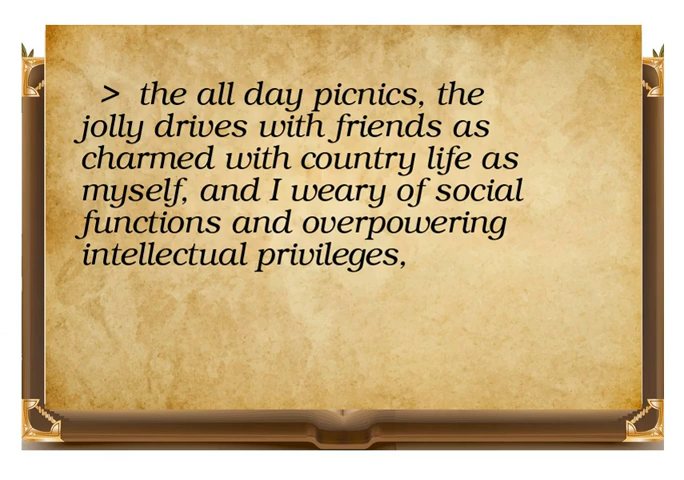 > the all day picnics, the
jolly drives with friends as
charmed with country life as
myself, and I weary of social
functions and overpowering
intellectual privileges,